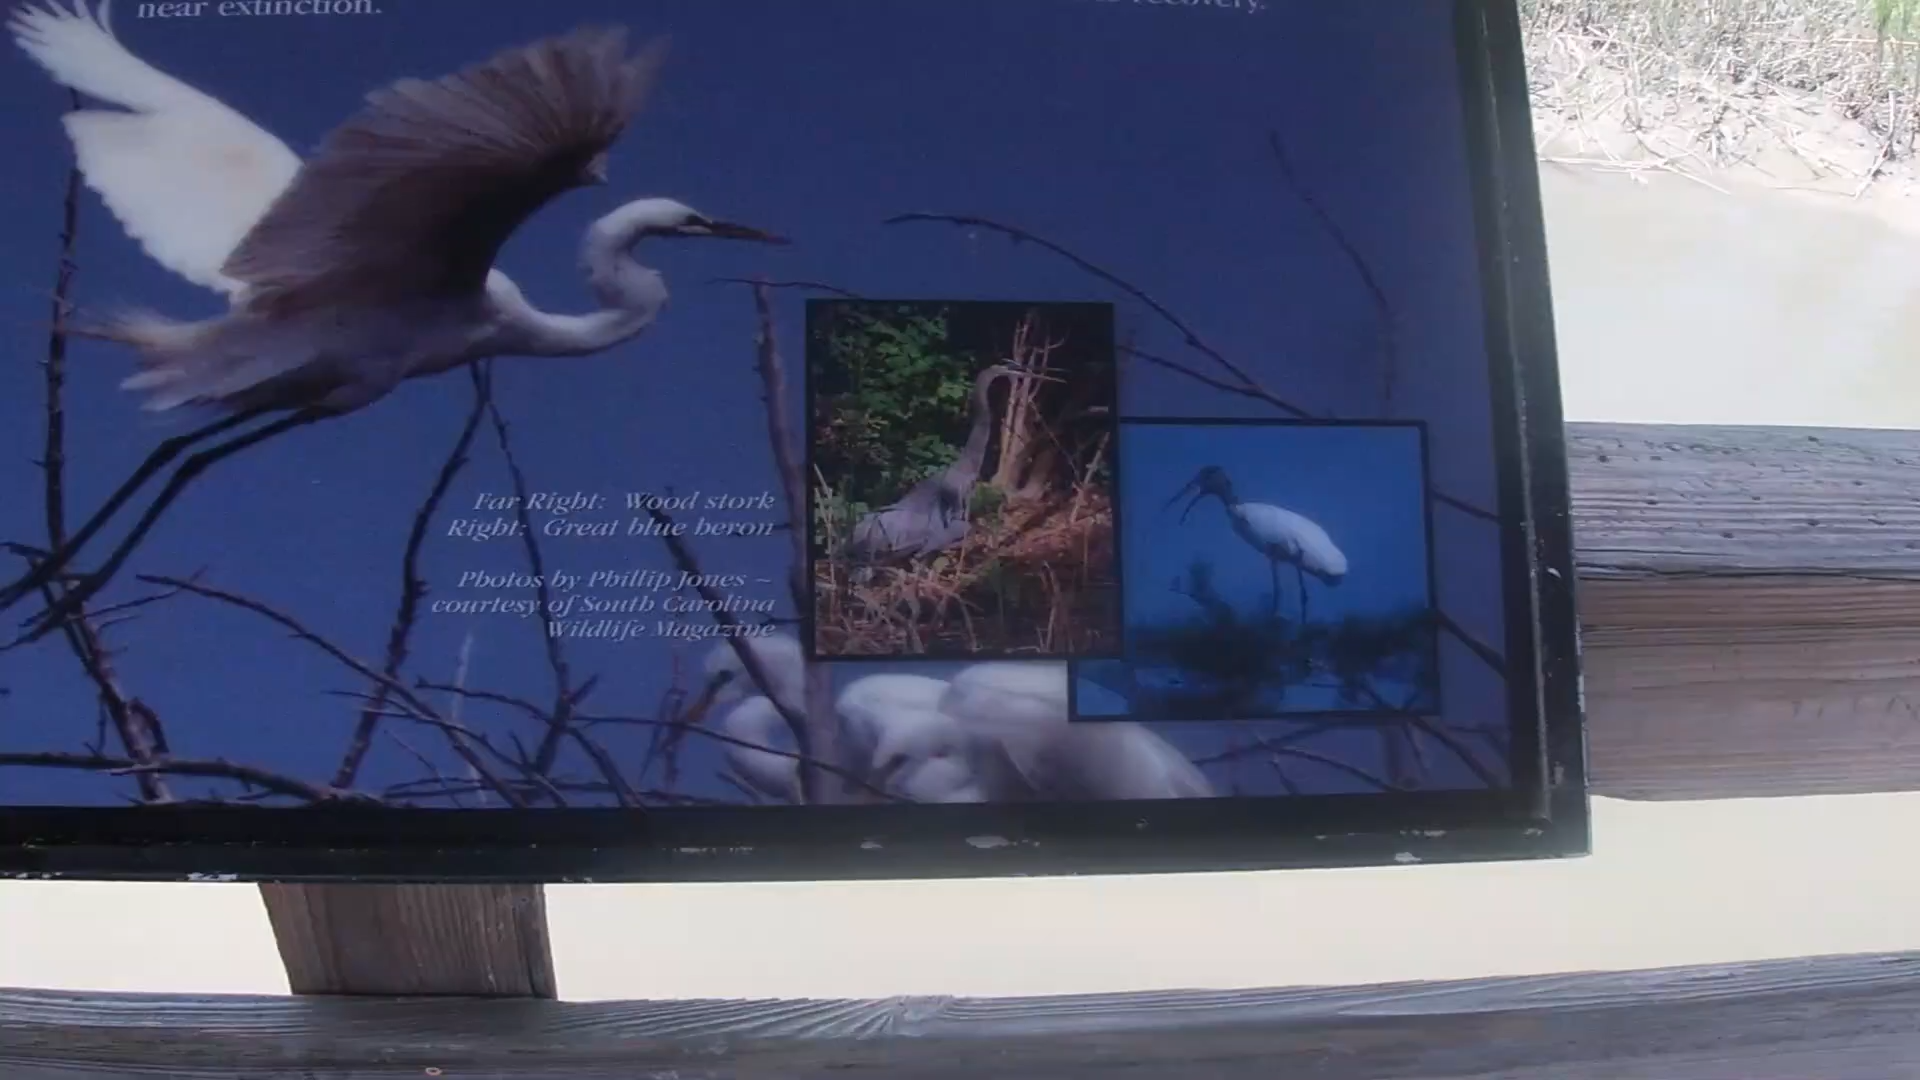 near extinction.
recovery.
Far Right: Wood stork
Right: Great blue heron
Photos by Phillip Jones ~
courtesy of South Carolina
Wildlife Magazine